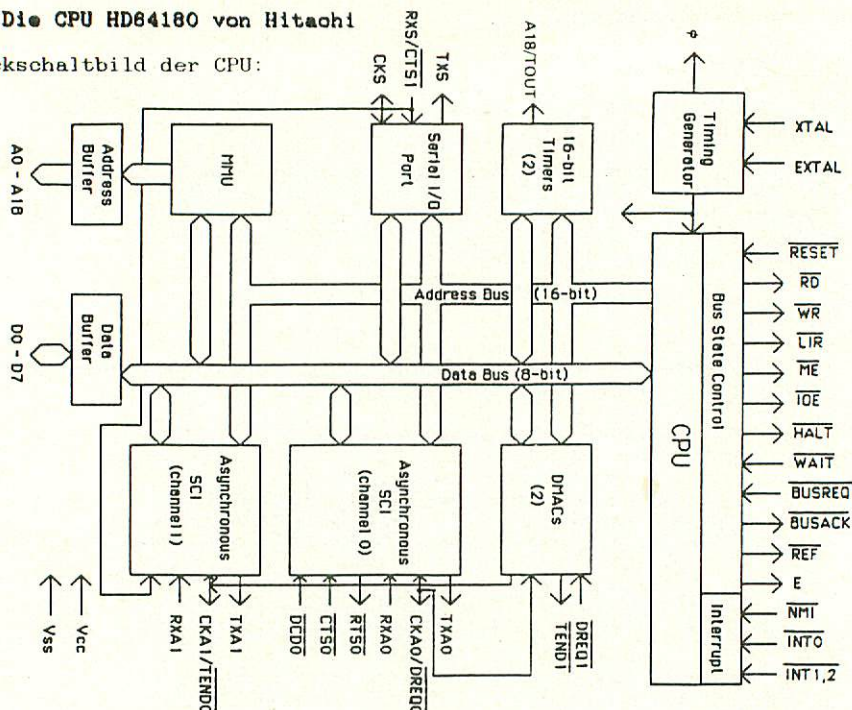 Die CPU HD64180 von Hitachi
ckschaltbild der CPU:
RXS/CTS1
CKS
TXS
A18/TOUT
φ
XTAL
EXTAL
Timing
Generator
16-bit
Timers
(2)
Serial I/O
Port
MMU
Address
Buffer
A0 - A18
Data
Buffer
D0 - D7
Address Bus (16-bit)
Data Bus (8-bit)
CPU
Bus State Control
Interrupt
RESET
RD
WR
LIR
ME
IOE
HALT
WAIT
BUSREQ
BUSACK
REF
E
NMI
INT0
INT1,2
DMACs
(2)
Asynchronous
SCI
(channel 0)
Asynchronous
SCI
(channel 1)
DREQ1
TEND1
TXA0
CKA0/DREQ0
RXA0
RTS0
CTS0
DCD0
TXA1
CKA1/TEND0
RXA1
Vcc
Vss